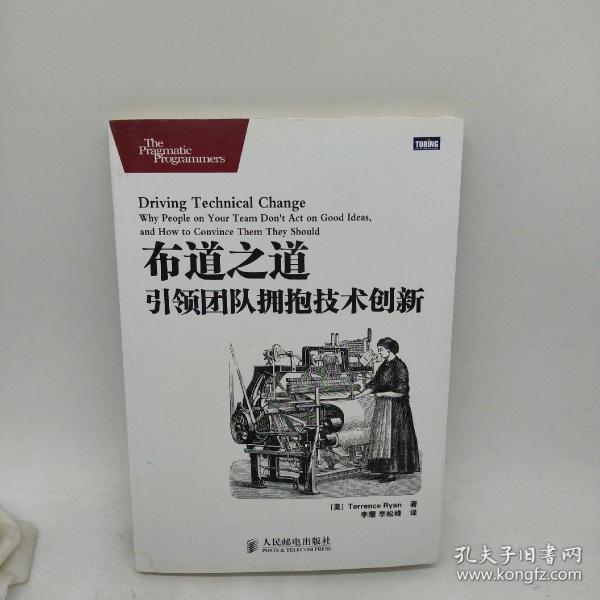 The
Pragmatic
Programmers
TURING
Driving Technical Change
Why People on Your Team Don't Act on Good Ideas,
and How to Convince Them They Should
布道之道
引领团队拥抱技术创新
[美] Terrence Ryan 著
李璎 李松峰 译
人民邮电出版社
POSTS & TELECOM PRESS
孔夫子旧书网
www.kongfz.com